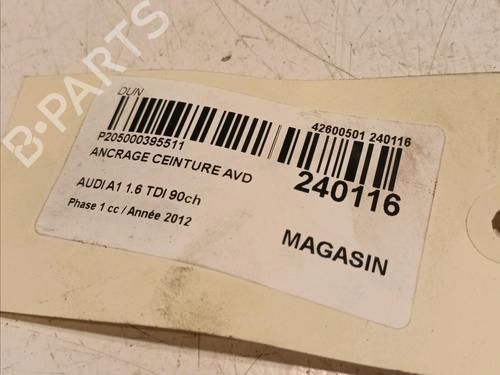 B-PARTS
DUN
P205000395511
42600501 240116
ANCRAGE CEINTURE AVD
240116
AUDI A1 1.6 TDI 90ch
Phase 1 cc / Année 2012
MAGASIN